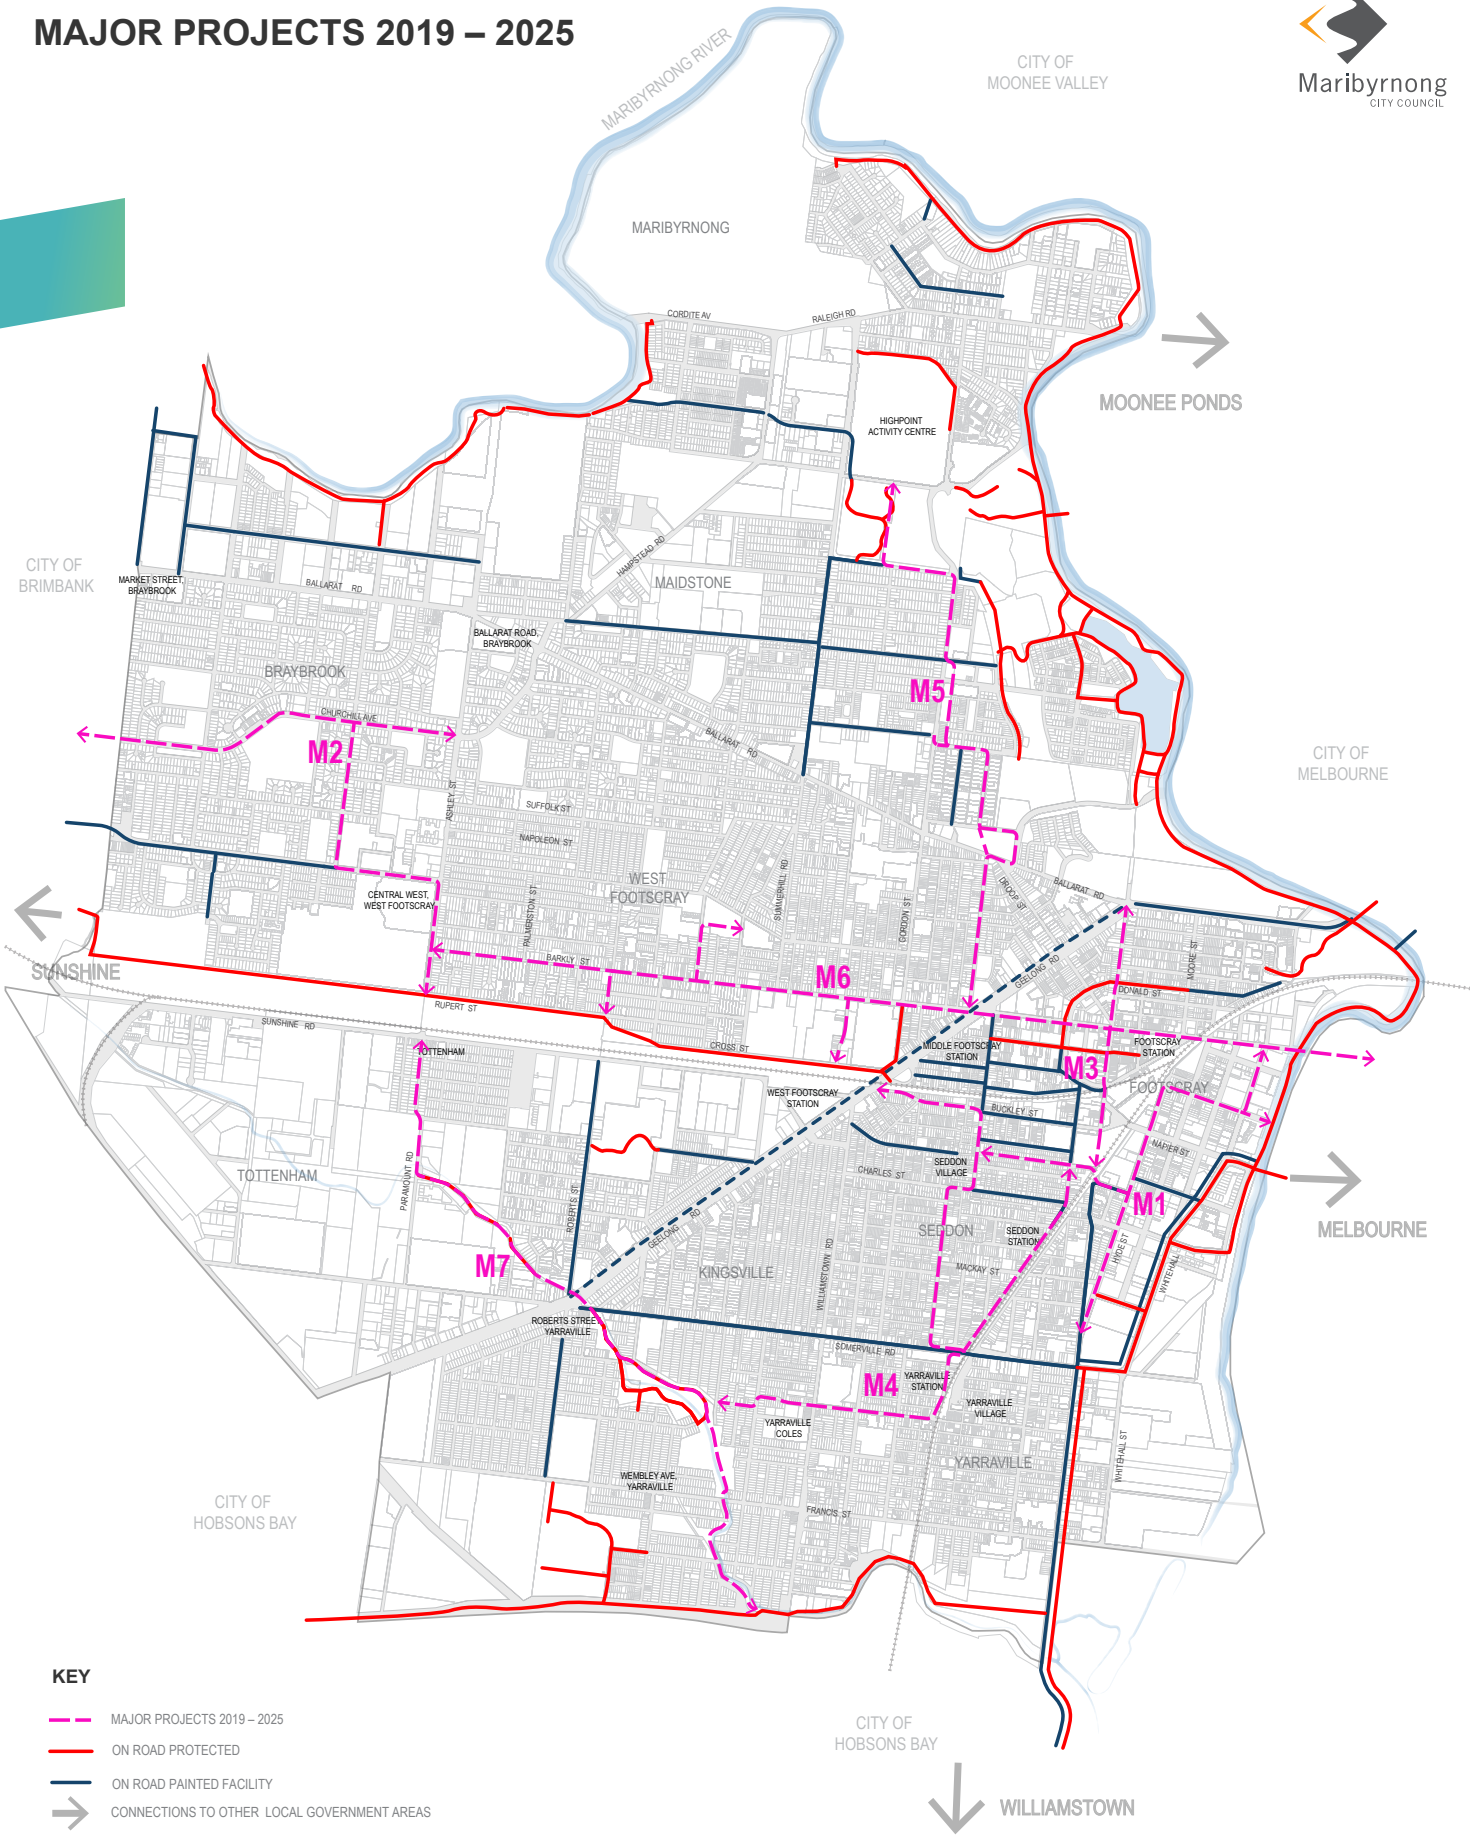 MAJOR PROJECTS 2019 – 2025
Maribyrnong
CITY COUNCIL
CITY OF
MOONEE VALLEY
MARIBYRNONG RIVER
MARIBYRNONG
CORDITE AV
RALEIGH RD
MOONEE PONDS
HIGHPOINT
ACTIVITY CENTRE
CITY OF
BRIMBANK
MARKET STREET,
BRAYBROOK
BALLARAT RD
HAMPSTEAD RD
MAIDSTONE
BALLARAT ROAD,
BRAYBROOK
BRAYBROOK
CHURCHILL AVE
M2
M5
BALLARAT RD
CITY OF
MELBOURNE
ASHLEY ST
SUFFOLK ST
NAPOLEON ST
WEST
FOOTSCRAY
SUMMERHILL RD
PALMERSTON ST
GORDON ST
DROOP ST
BALLARAT RD
CENTRAL WEST,
WEST FOOTSCRAY
SUNSHINE
BARKLY ST
M6
GEELONG RD
MOORE ST
DONALD ST
RUPERT ST
SUNSHINE RD
CROSS ST
TOTTENHAM
MIDDLE FOOTSCRAY
STATION
FOOTSCRAY
STATION
M3
FOOTSCRAY
WEST FOOTSCRAY
STATION
BUCKLEY ST
NAPIER ST
TOTTENHAM
PARAMOUNT RD
ROBERTS ST
CHARLES ST
SEDDON
VILLAGE
M1
MELBOURNE
GEELONG RD
SEDDON
SEDDON
STATION
HYDE ST
WHITEHALL
M7
KINGSVILLE
WILLIAMSTOWN RD
MACKAY ST
ROBERTS STREET
YARRAVILLE
SOMERVILLE RD
M4
YARRAVILLE
STATION
YARRAVILLE
VILLAGE
YARRAVILLE
COLES
YARRAVILLE
WHITEHALL ST
WEMBLEY AVE,
YARRAVILLE
FRANCIS ST
CITY OF
HOBSONS BAY
KEY
MAJOR PROJECTS 2019 – 2025
ON ROAD PROTECTED
ON ROAD PAINTED FACILITY
CONNECTIONS TO OTHER LOCAL GOVERNMENT AREAS
CITY OF
HOBSONS BAY
WILLIAMSTOWN